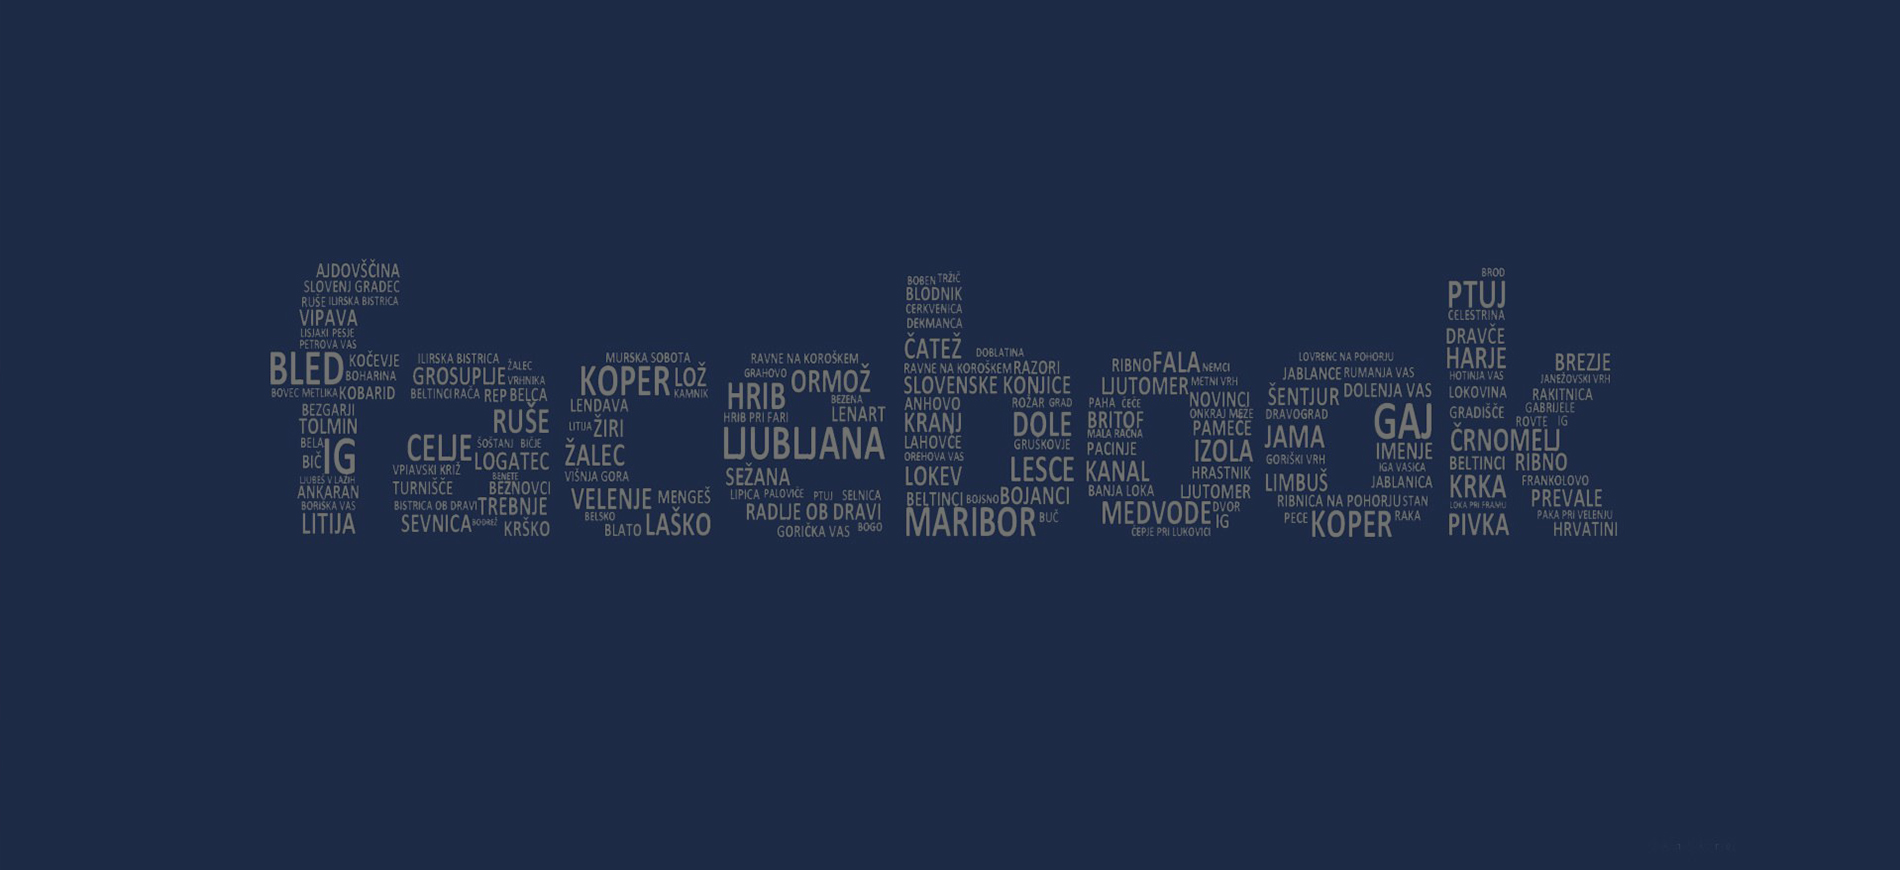 AJDOVŠČINA
SLOVENJ GRADEC
RUŠE ILIRSKA BISTRICA
VIPAVA
LISJAKI PEŠJE
PETROVA VAS
BLED KOČEVJE
BOHARINA
BOVEC METLIKA KOBARID
BEZGARJI
TOLMIN
BELA IG
BIČ
ANKARAN
BORIŠKA VAS
LITIJA
ILIRSKA BISTRICA ŽALEC
GROSUPLJE VRHNIKA
BELTINCI RAČA REP BELCA
RUŠE
CELJE ŠOSTANJ BIČJE
LOGATEC
VPIAVSKI KRIŽ BENETE
TURNIŠČE BEZNOVCI
BISTRICA OB DRAVI TREBNJE
SEVNICA KRŠKO
MURSKA SOBOTA
KOPER LOŽ
KAMNIK
LENDAVA
LITIJA ŽIRI
ŽALEC
VIŠNJA GORA
VELENJE MENGEŠ
BELSKO
BLATO LAŠKO
RAVNE NA KOROŠKEM
GRAHOVO ORMOŽ
HRIB BEZENA
HRIB PRI FARI LENART
LJUBLJANA
SEŽANA
LIPICA PALOVIČE PTUJ SELNICA
RADLJE OB DRAVI
GORIČKA VAS BOGO
BOBEN TRŽIČ
BLODNIK
CERKVENICA
DEKMANCA
ČATEŽ DOBLATINA
RAVNE NA KOROŠKEM RAZORI
SLOVENSKE KONJICE
ANHOVO ROŽAR GRAD
KRANJ DOLE
LAHOVČE GRUSKOVJE
OREHOVA VAS
LOKEV LESCE
BELTINCI BOJSNO BOJANCI
MARIBOR BUČ
RIBNO FALA NEMCI
LJUTOMER METNI VRH
NOVINCI
PAHA ČEČE
ONKRAJ MEŽE
BRITOF PAMEČE
MALA RAČNA
PACINJE IZOLA
KANAL HRASTNIK
BANJA LOKA LJUTOMER
MEDVODE DVOR
IG
ČEPJE PRI LUKOVICI
LOVRENC NA POHORJU
JABLANCE RUMANJA VAS
ŠENTJUR DOLENJA VAS
DRAVOGRAD GAJ
JAMA IMENJE
GORIŠKI VRH IGA VASICA
LIMBUŠ JABLANICA
RIBNICA NA POHORJU STAN
PECE KOPER RAKA
BROD
PTUJ
CELESTRINA
DRAVČE
HARJE BREZJE
HOTINJA VAS JANEŽOVSKI VRH
LOKOVINA RAKITNICA
GRADIŠČE GABRIJELE
ROVTE IG
ČRNOMELJ
BELTINCI RIBNO
KRKA FRANKOLOVO
PREVALE
LOKA PRI FRAMU
PAKA PRI VELENJU
PIVKA HRVATINI